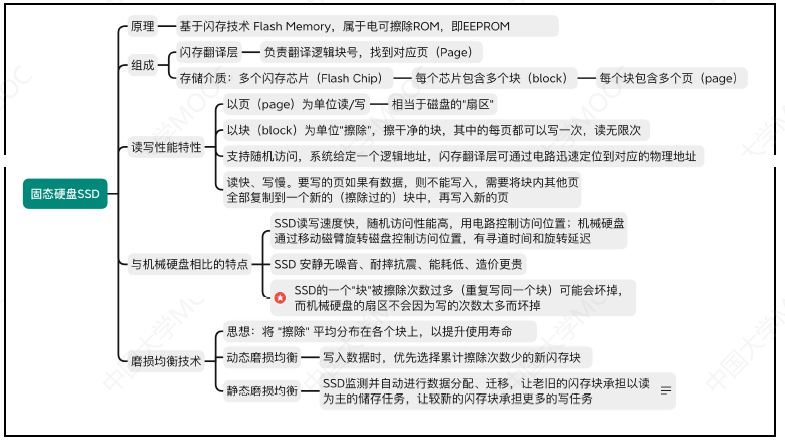 固态硬盘SSD
原理
基于闪存技术 Flash Memory，属于电可擦除ROM，即EEPROM
组成
闪存翻译层
负责翻译逻辑块号，找到对应页（Page）
存储介质：多个闪存芯片（Flash Chip）
每个芯片包含多个块（block）
每个块包含多个页（page）
读写性能特性
以页（page）为单位读/写
相当于磁盘的"扇区"
以块（block）为单位"擦除"，擦干净的块，其中的每页都可以写一次，读无限次
支持随机访问，系统给定一个逻辑地址，闪存翻译层可通过电路迅速定位到对应的物理地址
读快、写慢。要写的页如果有数据，则不能写入，需要将块内其他页
全部复制到一个新的（擦除过的）块中，再写入新的页
与机械硬盘相比的特点
SSD读写速度快，随机访问性能高，用电路控制访问位置；机械硬盘
通过移动磁臂旋转磁盘控制访问位置，有寻道时间和旋转延迟
SSD 安静无噪音、耐摔抗震、能耗低、造价更贵
SSD的一个"块"被擦除次数过多（重复写同一个块）可能会坏掉，
而机械硬盘的扇区不会因为写的次数太多而坏掉
磨损均衡技术
思想：将 "擦除" 平均分布在各个块上，以提升使用寿命
动态磨损均衡
写入数据时，优先选择累计擦除次数少的新闪存块
静态磨损均衡
SSD监测并自动进行数据分配、迁移，让老旧的闪存块承担以读
为主的储存任务，让较新的闪存块承担更多的写任务
中国大学MOOC